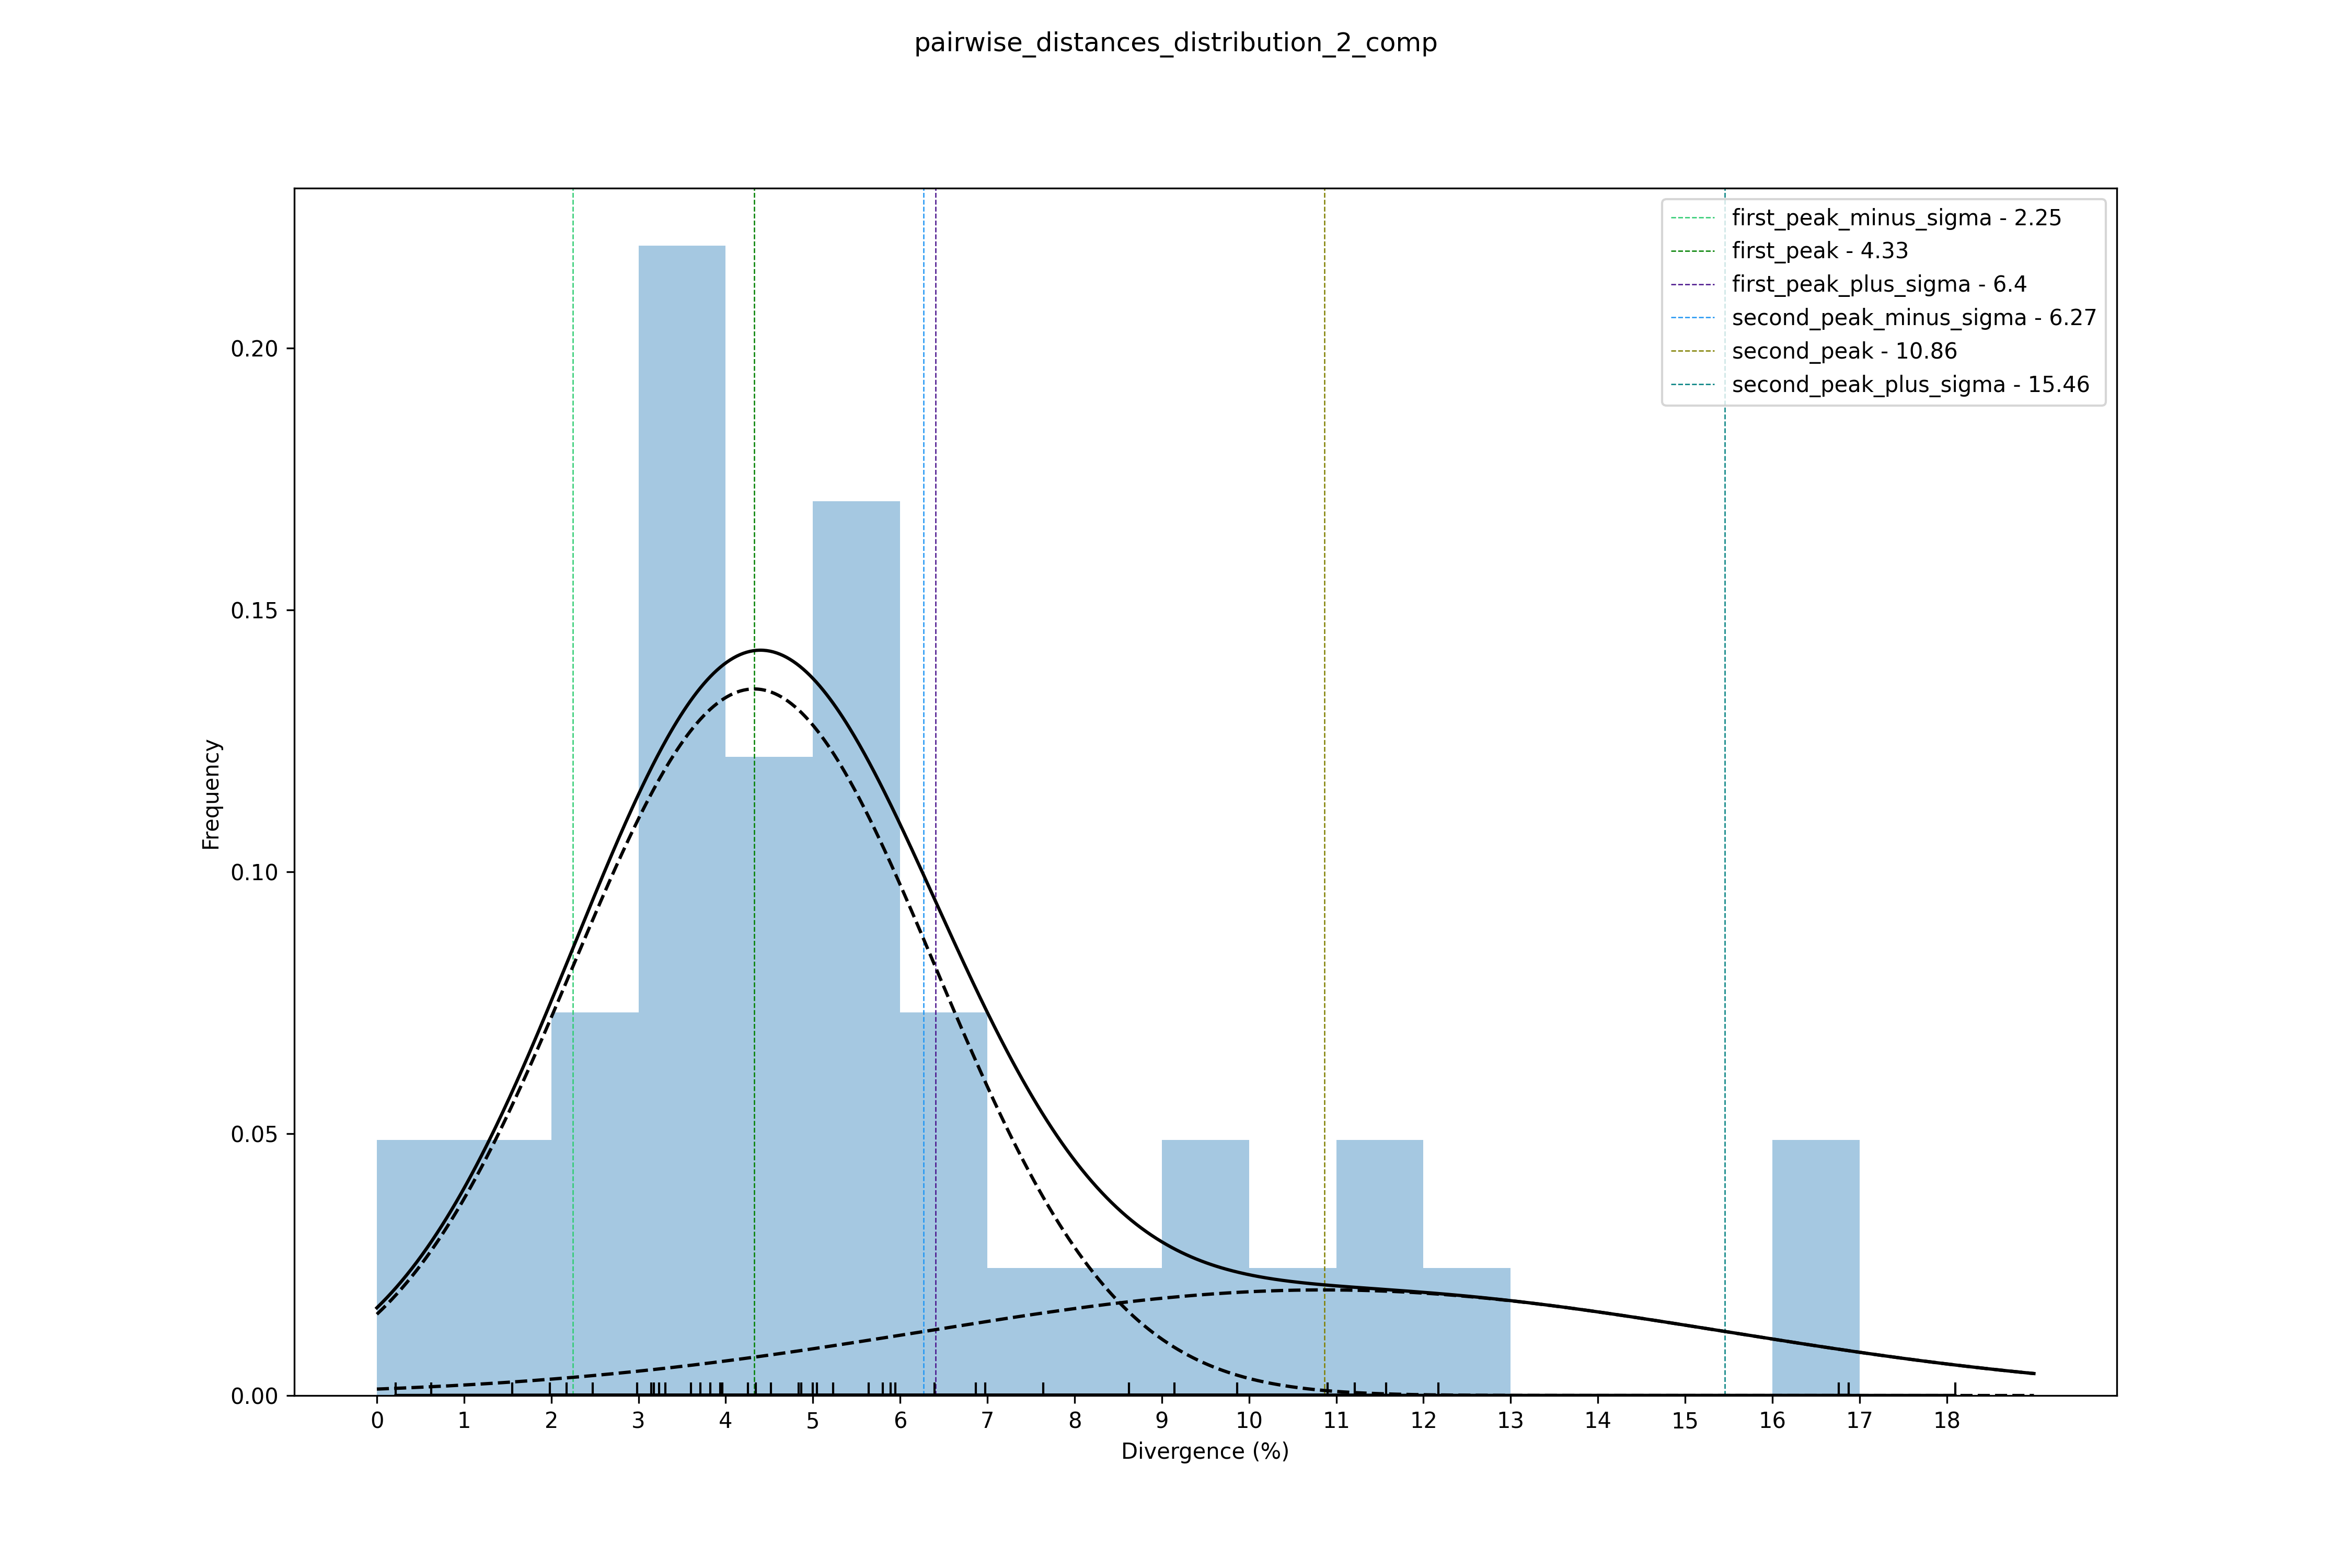 pairwise_distances_distribution_2_comp
first_peak_minus_sigma - 2.25
first_peak - 4.33
first_peak_plus_sigma - 6.4
second_peak_minus_sigma - 6.27
second_peak - 10.86
second_peak_plus_sigma - 15.46
0.20
0.15
0.10
0.05
0.00
Frequency
0 1 2 3 4 5 6 7 8 9 10 11 12 13 14 15 16 17 18
Divergence (%)